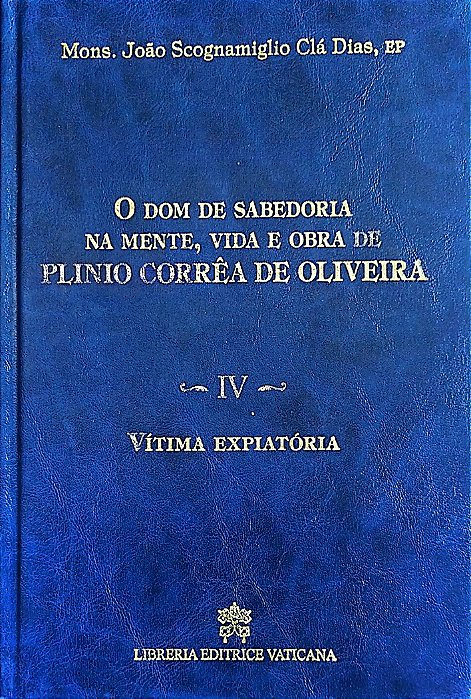 Mons. João Scognamiglio Clá Dias, EP
O DOM DE SABEDORIA
NA MENTE, VIDA E OBRA DE
PLINIO CORRÊA DE OLIVEIRA
IV
VÍTIMA EXPIATÓRIA
LIBRERIA EDITRICE VATICANA